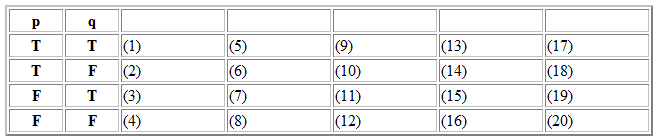 p q
T T (1) (5) (9) (13) (17)
T F (2) (6) (10) (14) (18)
F T (3) (7) (11) (15) (19)
F F (4) (8) (12) (16) (20)